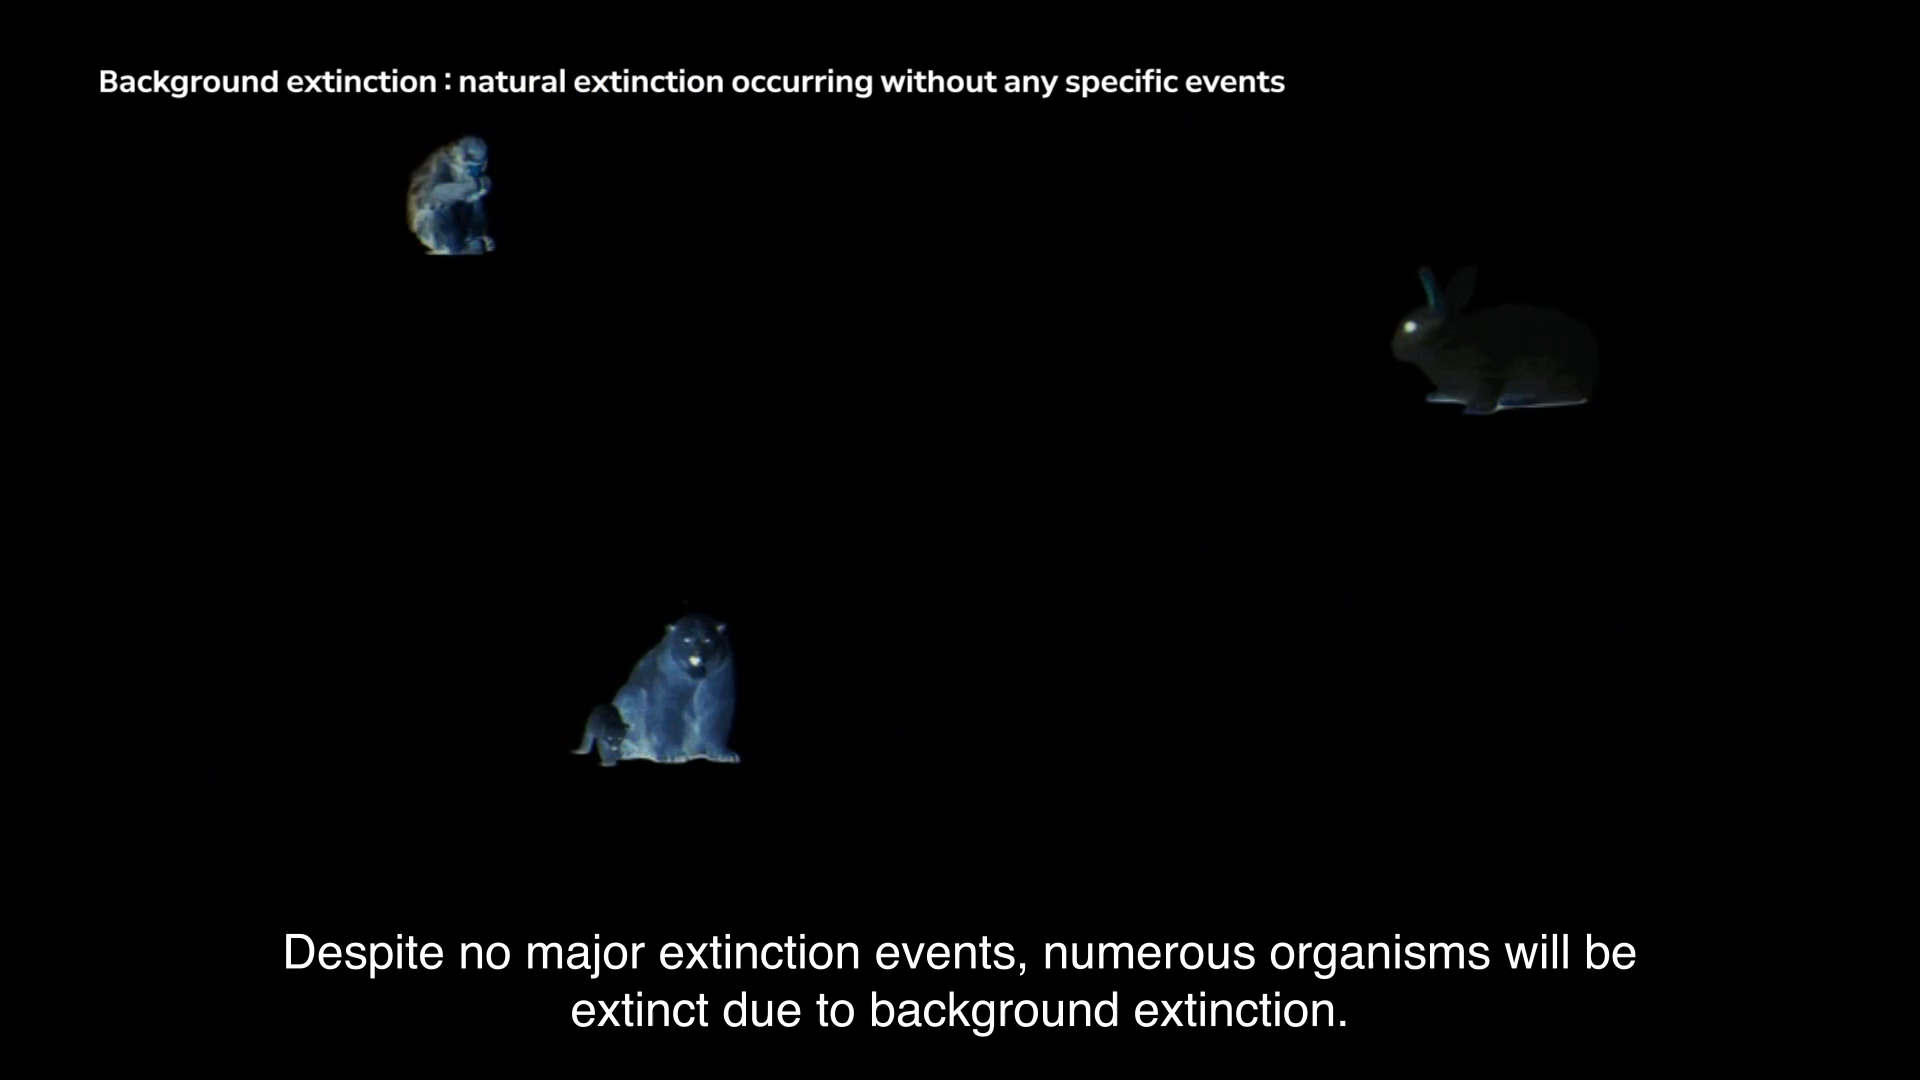 Background extinction : natural extinction occurring without any specific events
Despite no major extinction events, numerous organisms will be
extinct due to background extinction.